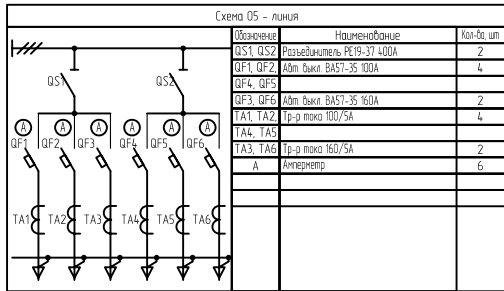 Схема 05 - линия
Обозначение Наименование Кол-во, шт
QS1, QS2 Разъединитель РЕ19-37 400А 2
QF1, QF2, Авт. выкл. ВА57-35 100А 4
QF4, QF5
QF3, QF6 Авт. выкл. ВА57-35 160А 2
TA1, TA2, Тр-р тока 100/5А 4
TA4, TA5
TA3, TA6 Тр-р тока 160/5А 2
А Амперметр 6
QS1 QS2
A A A A A A
QF1 QF2 QF3 QF4 QF5 QF6
TA1 TA2 TA3 TA4 TA5 TA6